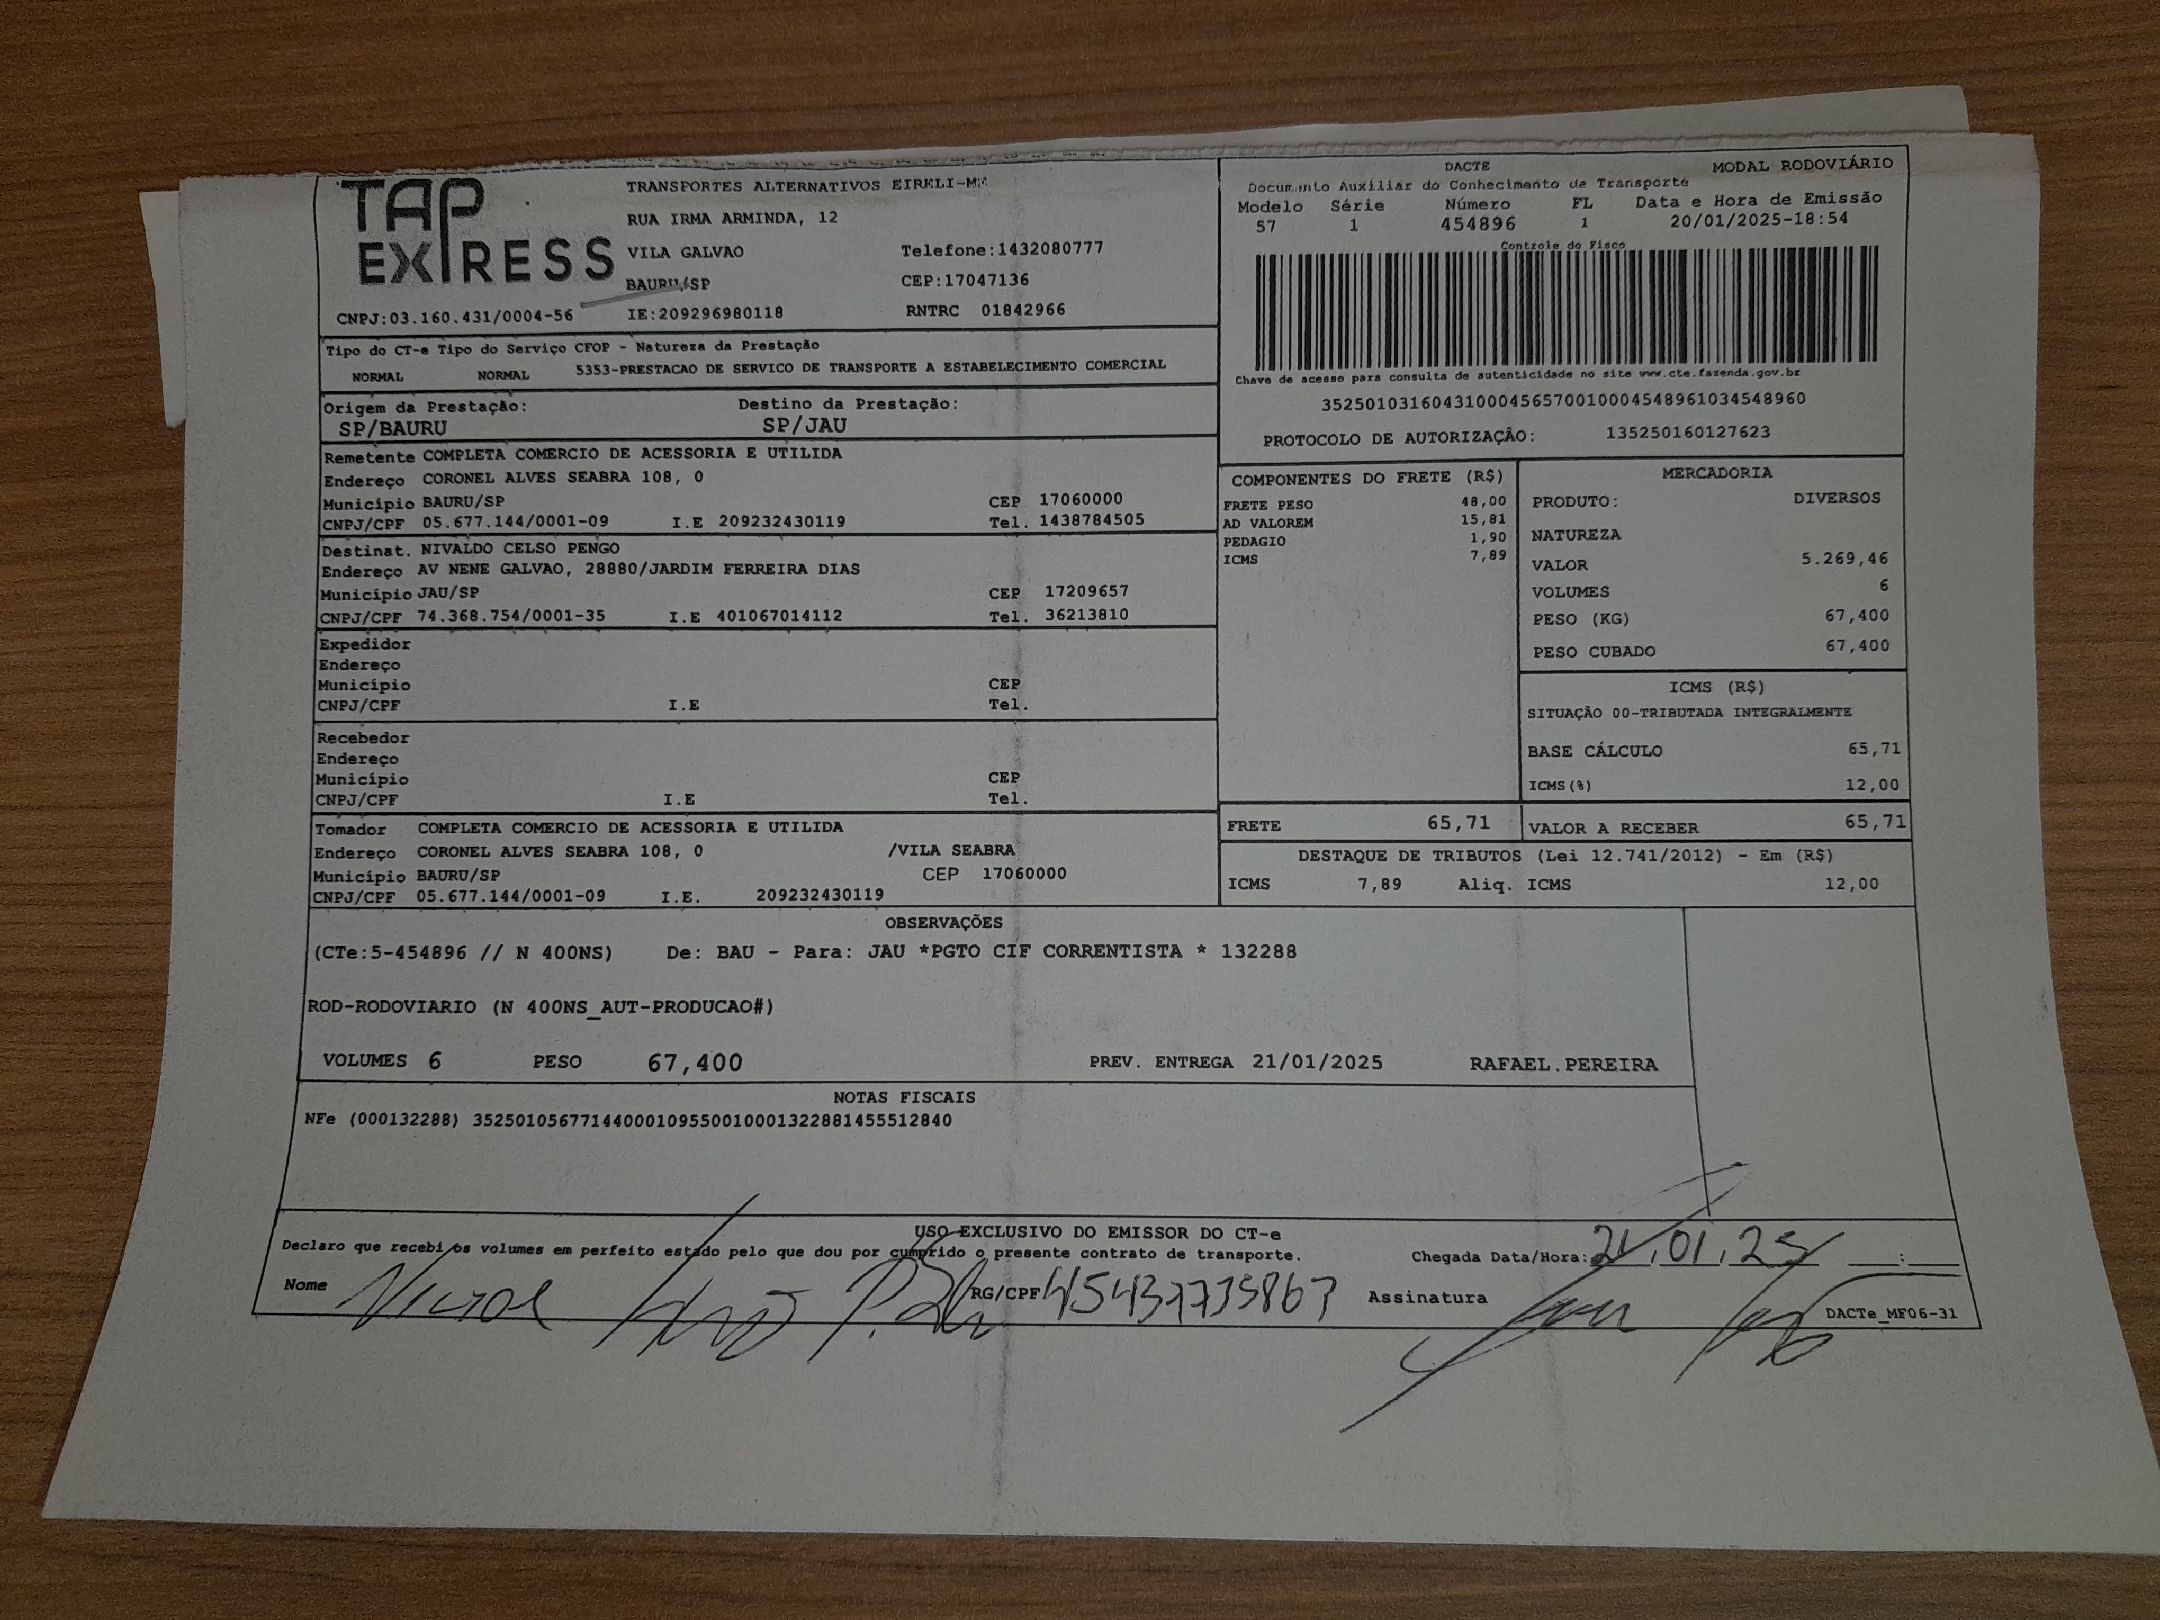 TAP EXPRESS
TRANSPORTES ALTERNATIVOS EIRELI-ME
RUA IRMA ARMINDA, 12
VILA GALVAO Telefone:1432080777
BAURU/SP CEP:17047136
CNPJ:03.160.431/0004-56 IE:209296980118 RNTRC 01842966
DACTE MODAL RODOVIÁRIO
Documento Auxiliar do Conhecimento de Transporte
Modelo Série Número FL Data e Hora de Emissão
57 1 454896 1 20/01/2025-18:54
Controle do Fisco
Chave de acesso para consulta de autenticidade no site www.cte.fazenda.gov.br
35250103160431000456570010004548961034548960
PROTOCOLO DE AUTORIZAÇÃO: 135250160127623
Tipo do CT-e Tipo do Serviço CFOP - Natureza da Prestação
NORMAL NORMAL 5353-PRESTACAO DE SERVICO DE TRANSPORTE A ESTABELECIMENTO COMERCIAL
Origem da Prestação: Destino da Prestação:
SP/BAURU SP/JAU
Remetente COMPLETA COMERCIO DE ACESSORIA E UTILIDA
Endereço CORONEL ALVES SEABRA 108, 0
Município BAURU/SP CEP 17060000
CNPJ/CPF 05.677.144/0001-09 I.E 209232430119 Tel. 1438784505
Destinat. NIVALDO CELSO PENGO
Endereço AV NENE GALVAO, 28880/JARDIM FERREIRA DIAS
Município JAU/SP CEP 17209657
CNPJ/CPF 74.368.754/0001-35 I.E 401067014112 Tel. 36213810
Expedidor
Endereço
Município CEP
CNPJ/CPF I.E Tel.
Recebedor
Endereço
Município CEP
CNPJ/CPF I.E Tel.
Tomador COMPLETA COMERCIO DE ACESSORIA E UTILIDA
Endereço CORONEL ALVES SEABRA 108, 0 /VILA SEABRA
Município BAURU/SP CEP 17060000
CNPJ/CPF 05.677.144/0001-09 I.E. 209232430119
COMPONENTES DO FRETE (R$)
FRETE PESO 48,00
AD VALOREM 15,81
PEDAGIO 1,90
ICMS 7,89
MERCADORIA
PRODUTO: DIVERSOS
NATUREZA
VALOR 5.269,46
VOLUMES 6
PESO (KG) 67,400
PESO CUBADO 67,400
ICMS (R$)
SITUAÇÃO 00-TRIBUTADA INTEGRALMENTE
BASE CÁLCULO 65,71
ICMS(%) 12,00
FRETE 65,71 VALOR A RECEBER 65,71
DESTAQUE DE TRIBUTOS (Lei 12.741/2012) - Em (R$)
ICMS 7,89 Aliq. ICMS 12,00
OBSERVAÇÕES
(CTe:5-454896 // N 400NS) De: BAU - Para: JAU *PGTO CIF CORRENTISTA * 132288
ROD-RODOVIARIO (N 400NS_AUT-PRODUCAO#)
VOLUMES 6 PESO 67,400 PREV. ENTREGA 21/01/2025 RAFAEL.PEREIRA
NOTAS FISCAIS
NFe (000132288) 35250105677144000109550010001322881455512840
USO EXCLUSIVO DO EMISSOR DO CT-e
Declaro que recebi os volumes em perfeito estado pelo que dou por cumprido o presente contrato de transporte. Chegada Data/Hora: 21.01.25 :
Nome Victor RG/CPF Assinatura
DACTe_MF06-31